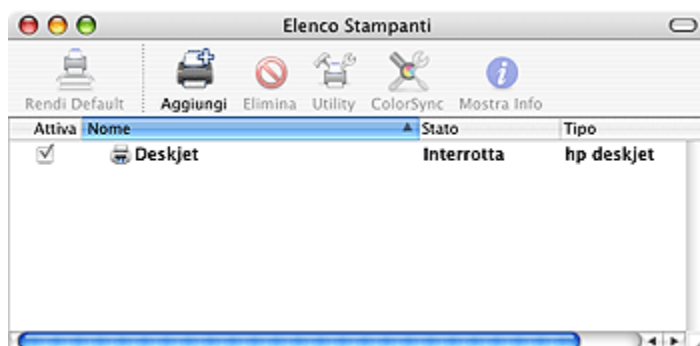 Elenco Stampanti
Rendi Default Aggiungi Elimina Utility ColorSync Mostra Info
Attiva Nome Stato Tipo
Deskjet Interrotta hp deskjet